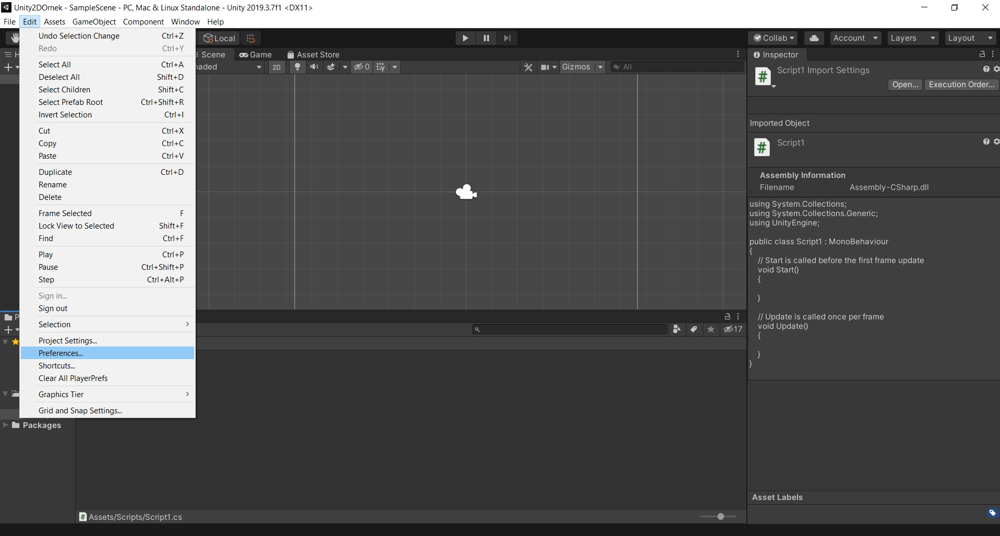 Unity2DOrnek - SampleScene - PC, Mac & Linux Standalone - Unity 2019.3.7f1 <DX11>
File Edit Assets GameObject Component Window Help
Undo Selection Change Ctrl+Z
Redo Ctrl+Y
Select All Ctrl+A
Deselect All Shift+D
Select Children Shift+C
Select Prefab Root Ctrl+Shift+R
Invert Selection Ctrl+I
Cut Ctrl+X
Copy Ctrl+C
Paste Ctrl+V
Duplicate Ctrl+D
Rename
Delete
Frame Selected F
Lock View to Selected Shift+F
Find Ctrl+F
Play Ctrl+P
Pause Ctrl+Shift+P
Step Ctrl+Alt+P
Sign in...
Sign out
Selection
Project Settings...
Preferences...
Shortcuts...
Clear All PlayerPrefs
Graphics Tier
Grid and Snap Settings...
Local
Collab Account Layers Layout
H
Scene Game Asset Store
haded 2D 0 Gizmos All
P
17
Packages
Assets/Scripts/Script1.cs
Inspector
Script1 Import Settings
Open... Execution Order...
Imported Object
Script1
Assembly Information
Filename Assembly-CSharp.dll
using System.Collections;
using System.Collections.Generic;
using UnityEngine;
public class Script1 : MonoBehaviour
{
// Start is called before the first frame update
void Start()
{
}
// Update is called once per frame
void Update()
{
}
}
Asset Labels